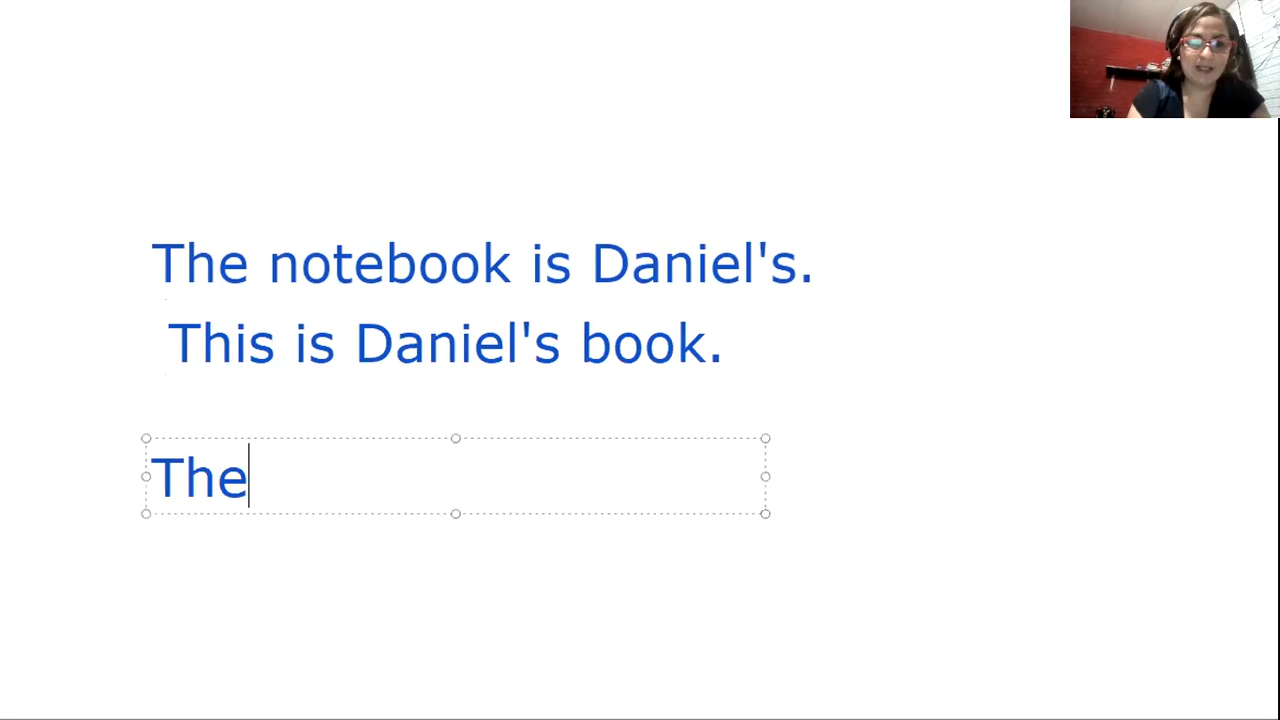 The notebook is Daniel's.
This is Daniel's book.
The